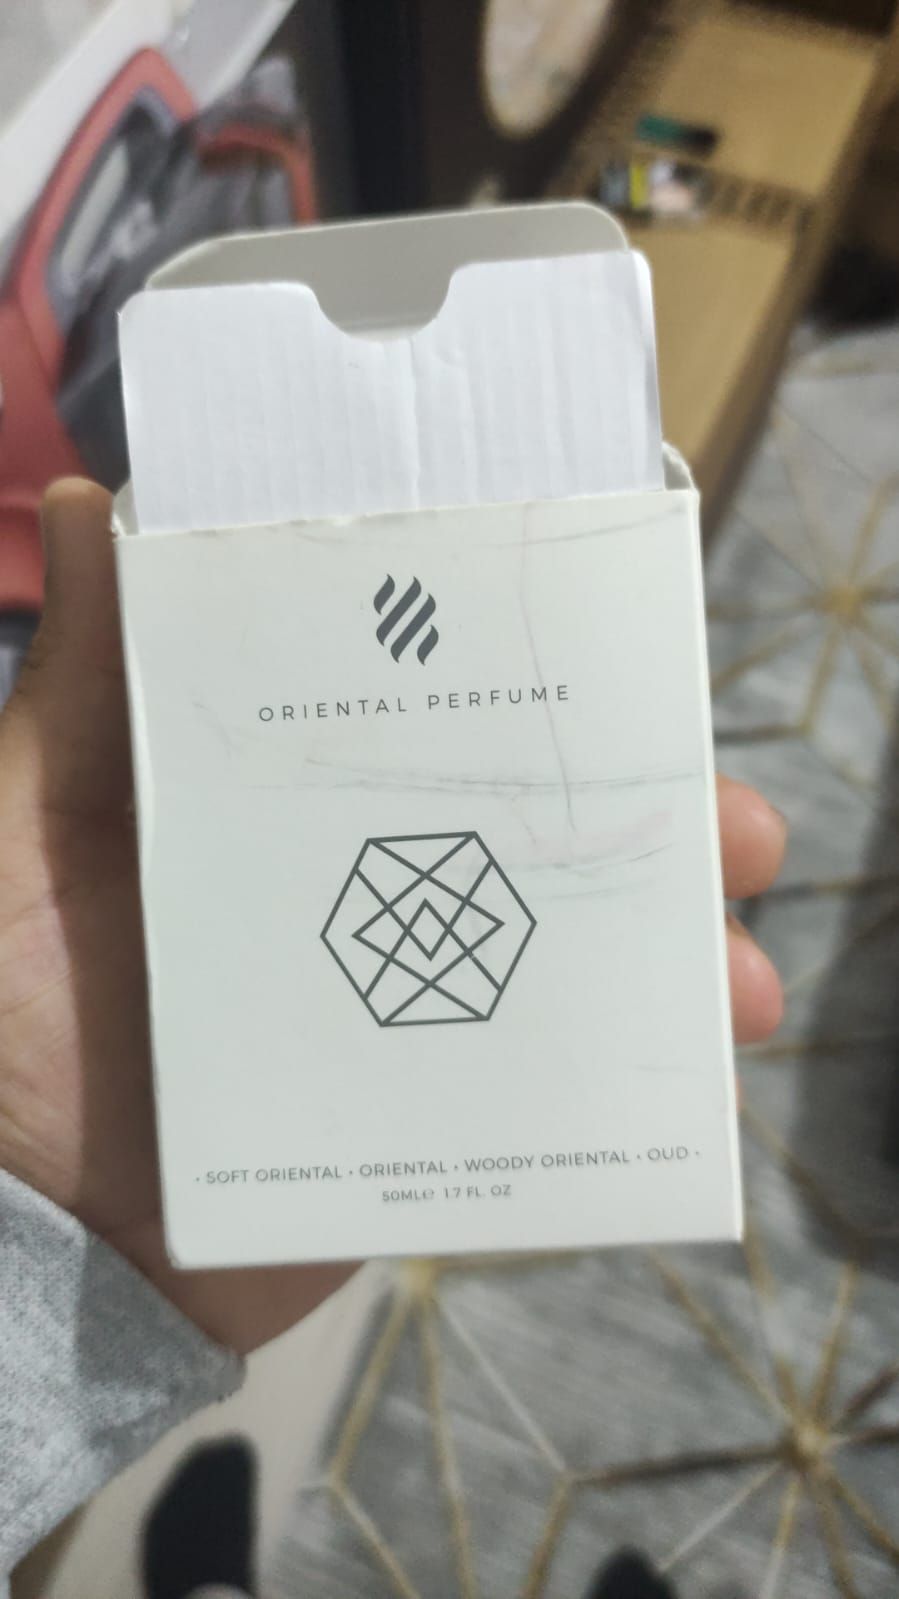 ORIENTAL PERFUME
• SOFT ORIENTAL • ORIENTAL • WOODY ORIENTAL • OUD •
50ML℮ 1.7 FL. OZ